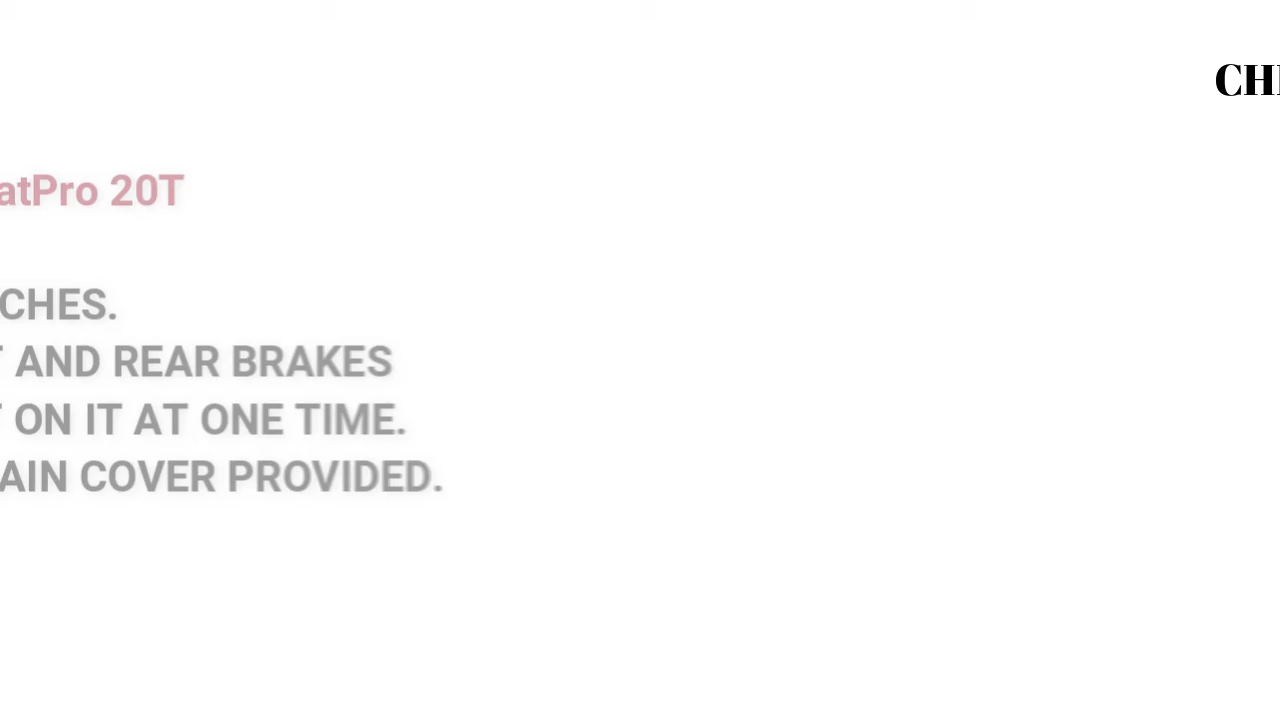 CH
atPro 20T
CHES.
AND REAR BRAKES
ON IT AT ONE TIME.
AIN COVER PROVIDED.